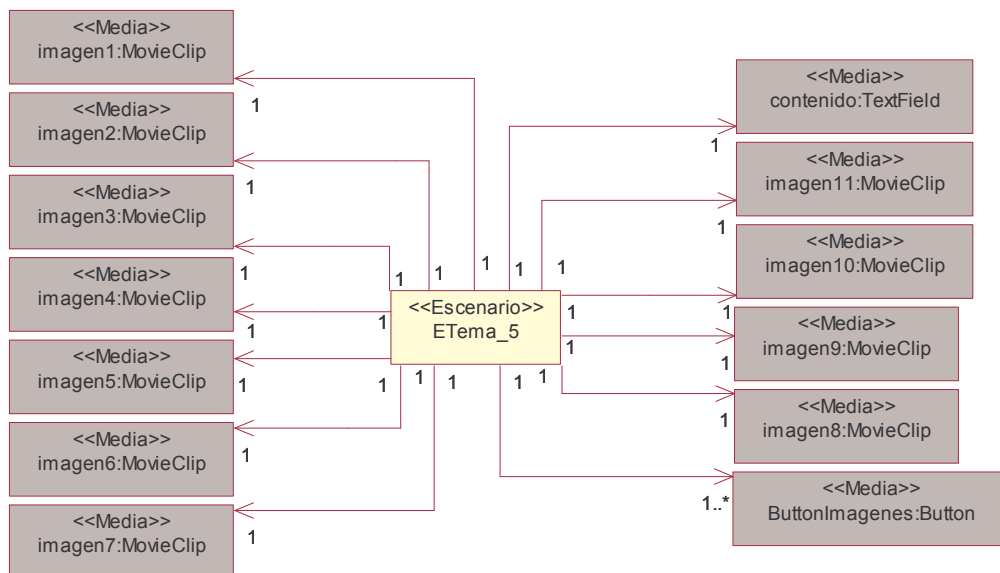 <<Media>>
imagen1:MovieClip
1
<<Media>>
imagen2:MovieClip
1
<<Media>>
imagen3:MovieClip
1
<<Media>>
imagen4:MovieClip
1
<<Media>>
imagen5:MovieClip
1
<<Media>>
imagen6:MovieClip
1
<<Media>>
imagen7:MovieClip
1
1
1
1
1
1
1
1
1
1
1
1
1
1
<<Escenario>>
ETema_5
<<Media>>
contenido:TextField
1
<<Media>>
imagen11:MovieClip
1
<<Media>>
imagen10:MovieClip
1
<<Media>>
imagen9:MovieClip
1
<<Media>>
imagen8:MovieClip
1
<<Media>>
ButtonImagenes:Button
1..*